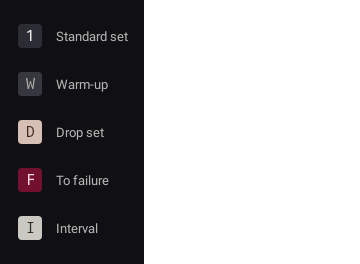 1 Standard set
W Warm-up
D Drop set
F To failure
I Interval